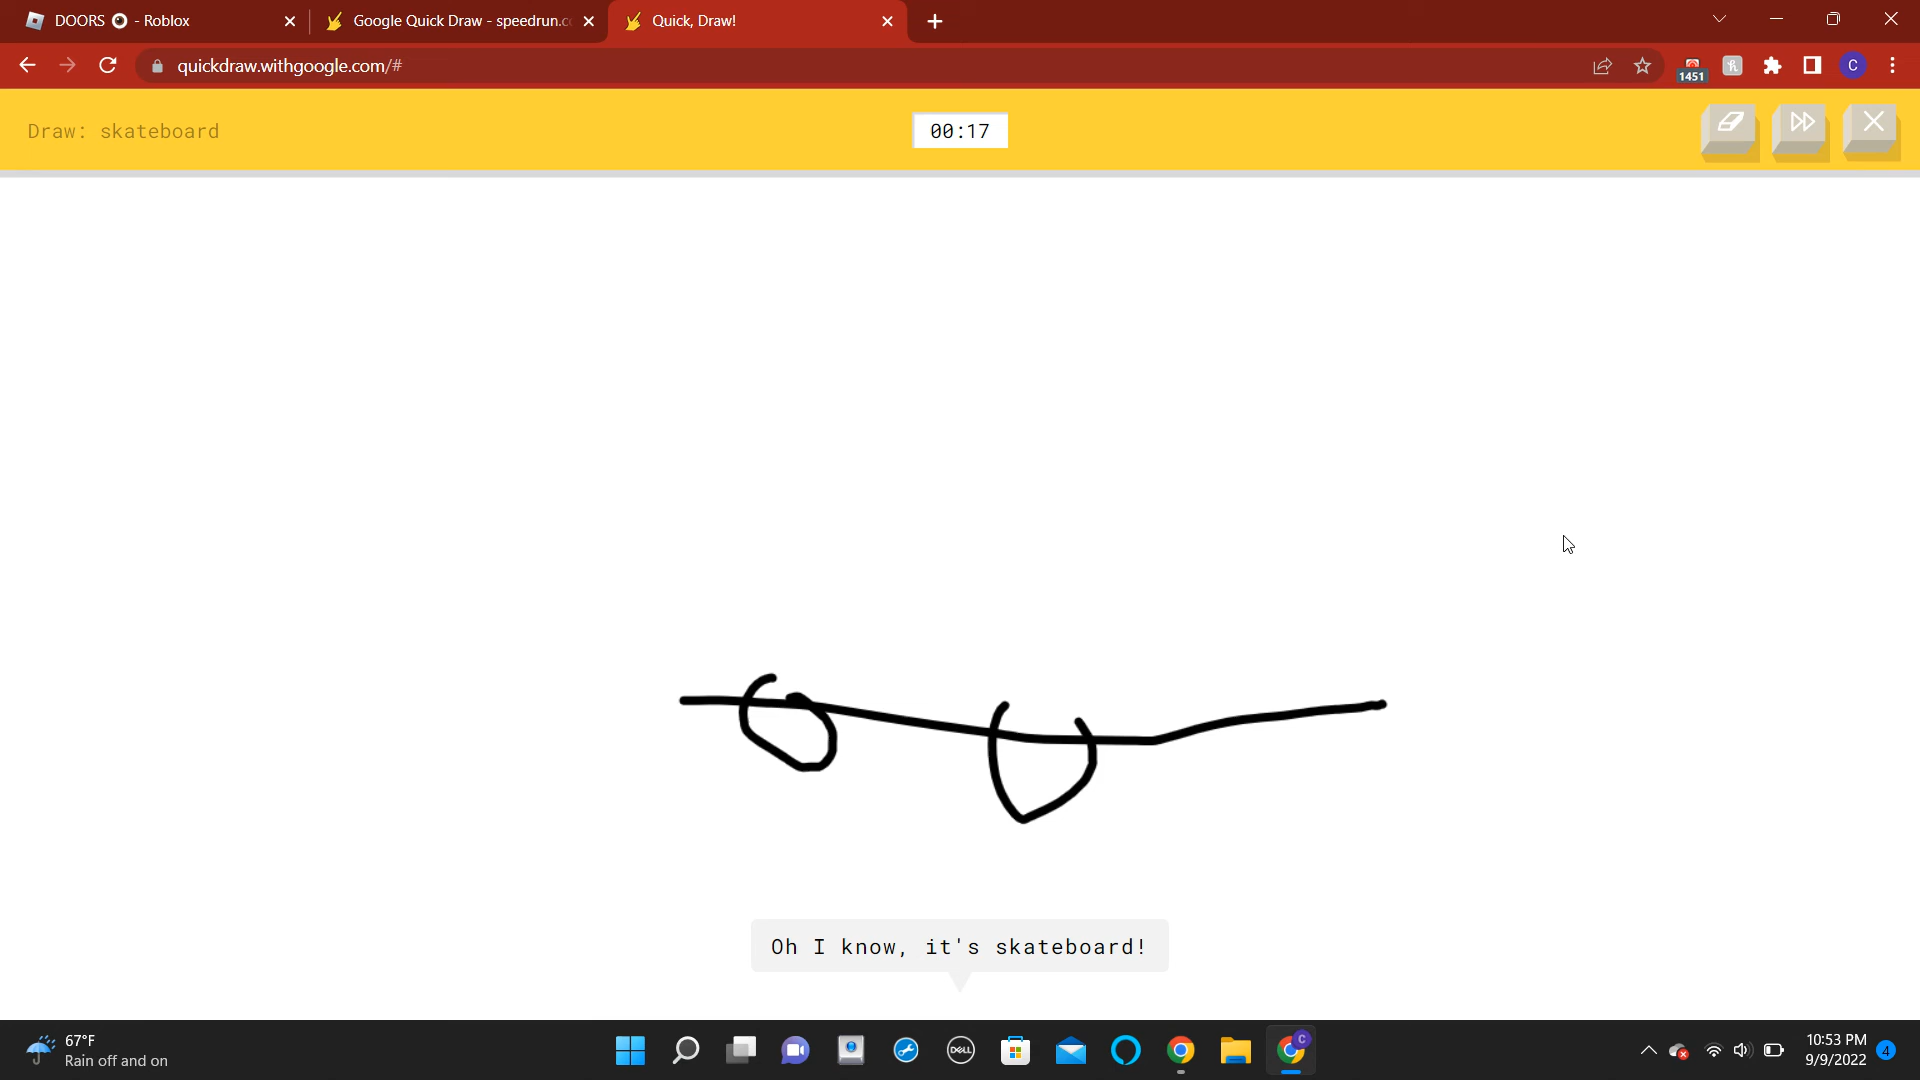 DOORS - Roblox
Google Quick Draw - speedrun.c
Quick, Draw!
quickdraw.withgoogle.com/#
1451
C
Draw: skateboard
00:17
Oh I know, it's skateboard!
67°F
Rain off and on
DELL
C
10:53 PM
9/9/2022
4